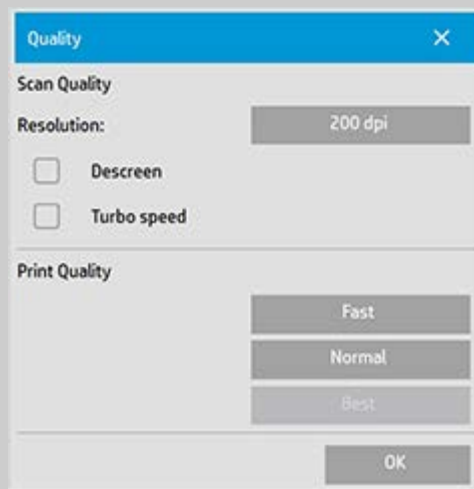 Quality
Scan Quality
Resolution: 200 dpi
Descreen
Turbo speed
Print Quality
Fast
Normal
Best
OK